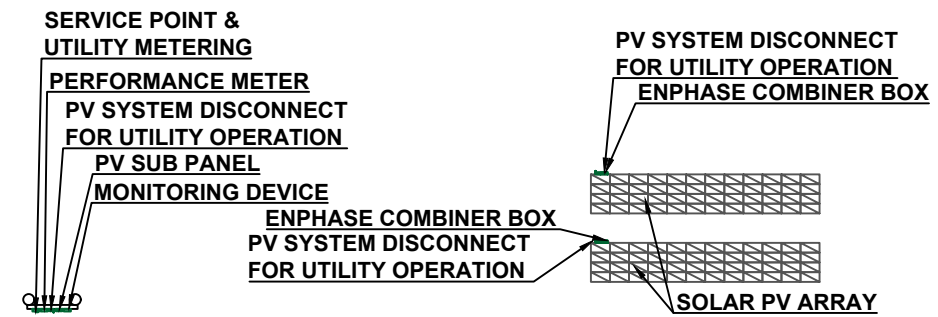 SERVICE POINT &
UTILITY METERING
PERFORMANCE METER
PV SYSTEM DISCONNECT
FOR UTILITY OPERATION
PV SUB PANEL
MONITORING DEVICE
PV SYSTEM DISCONNECT
FOR UTILITY OPERATION
ENPHASE COMBINER BOX
ENPHASE COMBINER BOX
PV SYSTEM DISCONNECT
FOR UTILITY OPERATION
SOLAR PV ARRAY